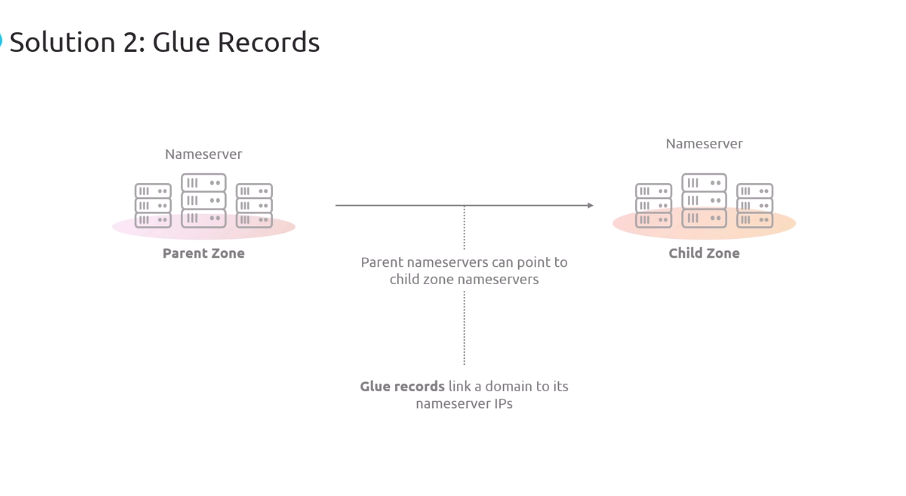 Solution 2: Glue Records
Nameserver
Nameserver
Parent Zone
Child Zone
Parent nameservers can point to
child zone nameservers
Glue records link a domain to its
nameserver IPs